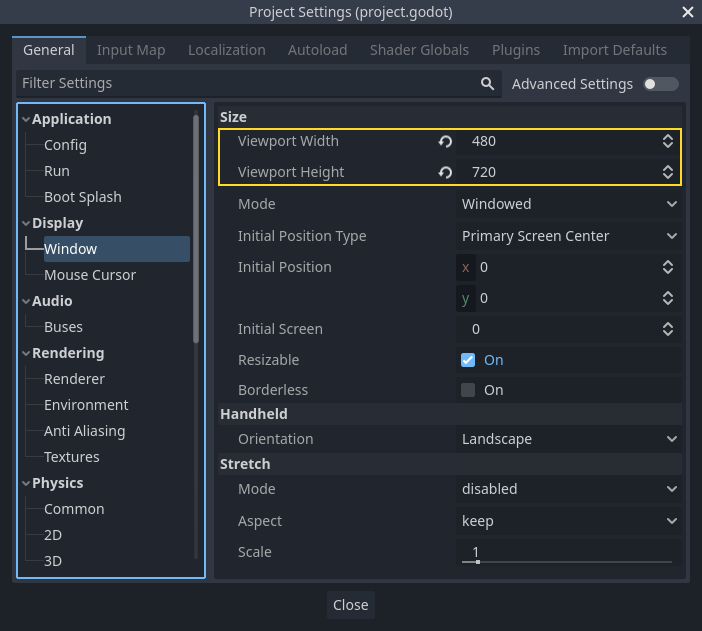 Project Settings (project.godot)
General Input Map Localization Autoload Shader Globals Plugins Import Defaults
Filter Settings Advanced Settings
Application
Config
Run
Boot Splash
Display
Window
Mouse Cursor
Audio
Buses
Rendering
Renderer
Environment
Anti Aliasing
Textures
Physics
Common
2D
3D
Size
Viewport Width 480
Viewport Height 720
Mode Windowed
Initial Position Type Primary Screen Center
Initial Position x 0
y 0
Initial Screen 0
Resizable On
Borderless On
Handheld
Orientation Landscape
Stretch
Mode disabled
Aspect keep
Scale 1
Close